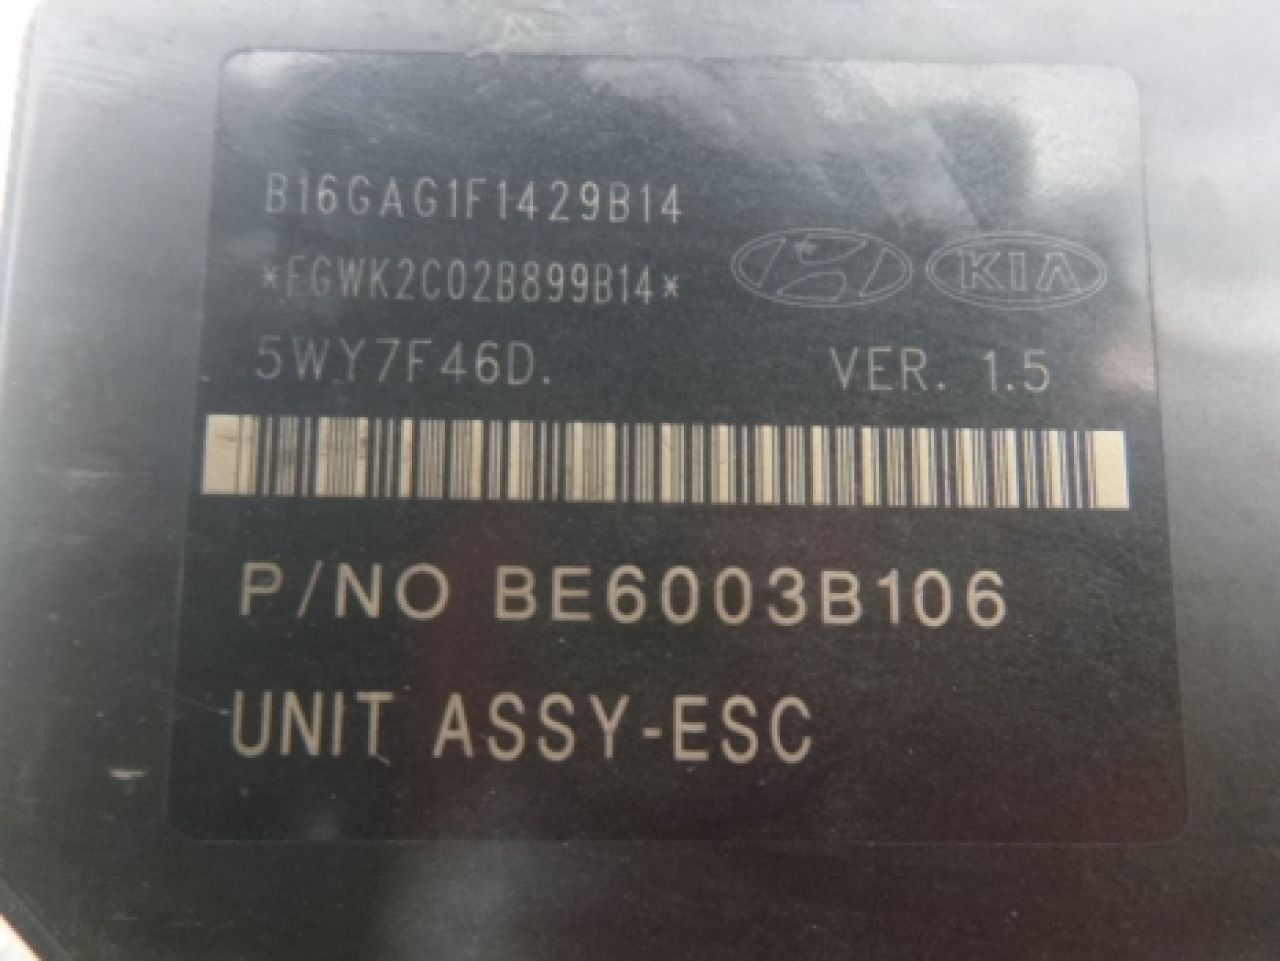 B16GAG1F1429B14
*FGWK2C02B899B14*
KIA
5WY7F46D.
VER. 1.5
P/NO BE6003B106
UNIT ASSY-ESC